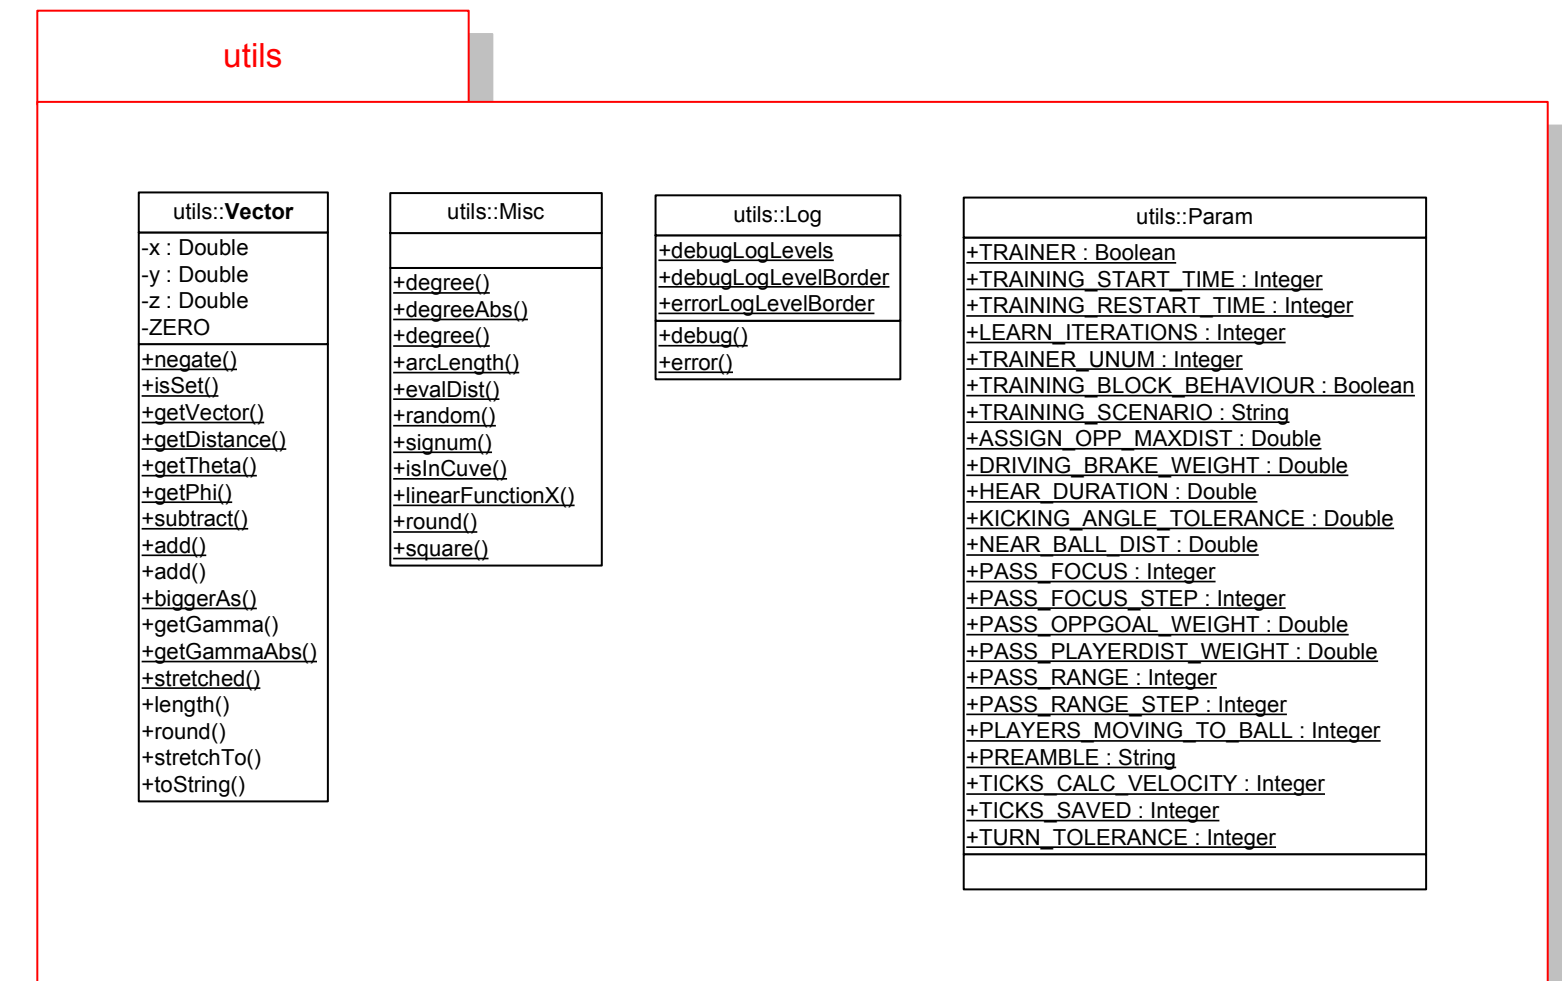 utils
utils::Vector
-x : Double
-y : Double
-z : Double
-ZERO
+negate()
+isSet()
+getVector()
+getDistance()
+getTheta()
+getPhi()
+subtract()
+add()
+add()
+biggerAs()
+getGamma()
+getGammaAbs()
+stretched()
+length()
+round()
+stretchTo()
+toString()
utils::Misc
+degree()
+degreeAbs()
+degree()
+arcLength()
+evalDist()
+random()
+signum()
+isInCuve()
+linearFunctionX()
+round()
+square()
utils::Log
+debugLogLevels
+debugLogLevelBorder
+errorLogLevelBorder
+debug()
+error()
utils::Param
+TRAINER : Boolean
+TRAINING_START_TIME : Integer
+TRAINING_RESTART_TIME : Integer
+LEARN_ITERATIONS : Integer
+TRAINER_UNUM : Integer
+TRAINING_BLOCK_BEHAVIOUR : Boolean
+TRAINING_SCENARIO : String
+ASSIGN_OPP_MAXDIST : Double
+DRIVING_BRAKE_WEIGHT : Double
+HEAR_DURATION : Double
+KICKING_ANGLE_TOLERANCE : Double
+NEAR_BALL_DIST : Double
+PASS_FOCUS : Integer
+PASS_FOCUS_STEP : Integer
+PASS_OPPGOAL_WEIGHT : Double
+PASS_PLAYERDIST_WEIGHT : Double
+PASS_RANGE : Integer
+PASS_RANGE_STEP : Integer
+PLAYERS_MOVING_TO_BALL : Integer
+PREAMBLE : String
+TICKS_CALC_VELOCITY : Integer
+TICKS_SAVED : Integer
+TURN_TOLERANCE : Integer